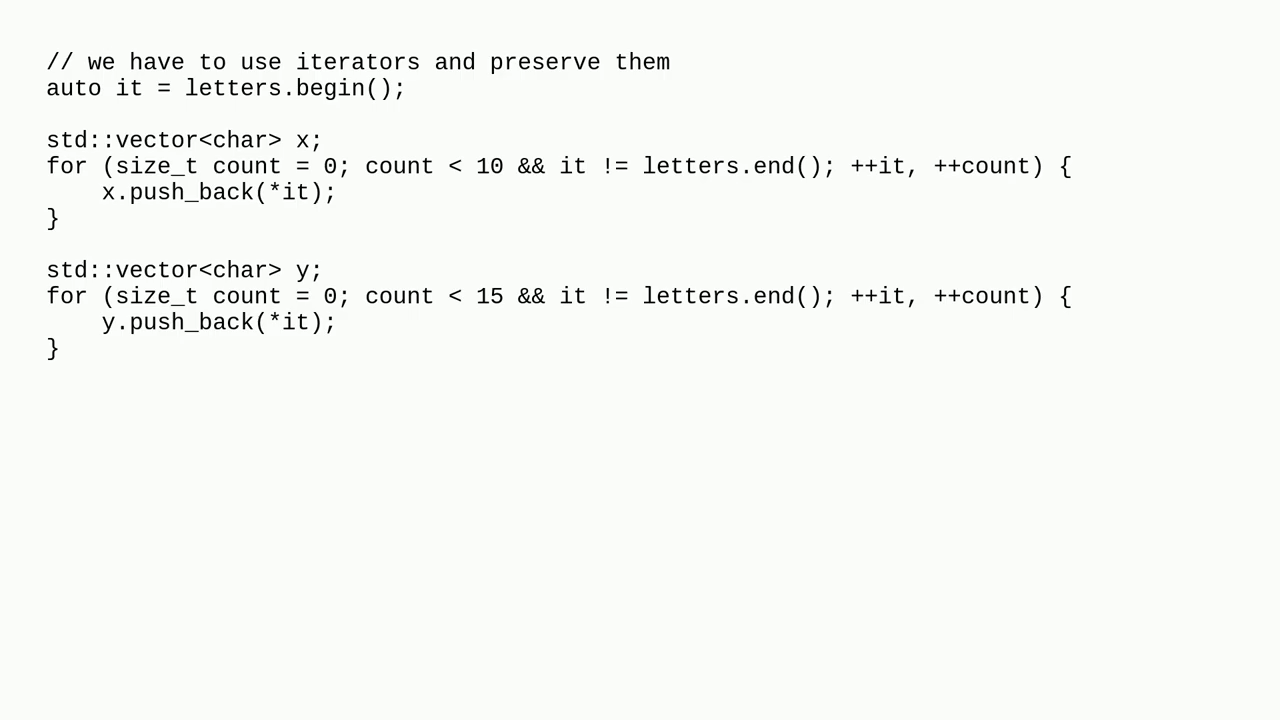 // we have to use iterators and preserve them
auto it = letters.begin();
std::vector<char> x;
for (size_t count = 0; count < 10 && it != letters.end(); ++it, ++count) {
    x.push_back(*it);
}
std::vector<char> y;
for (size_t count = 0; count < 15 && it != letters.end(); ++it, ++count) {
    y.push_back(*it);
}